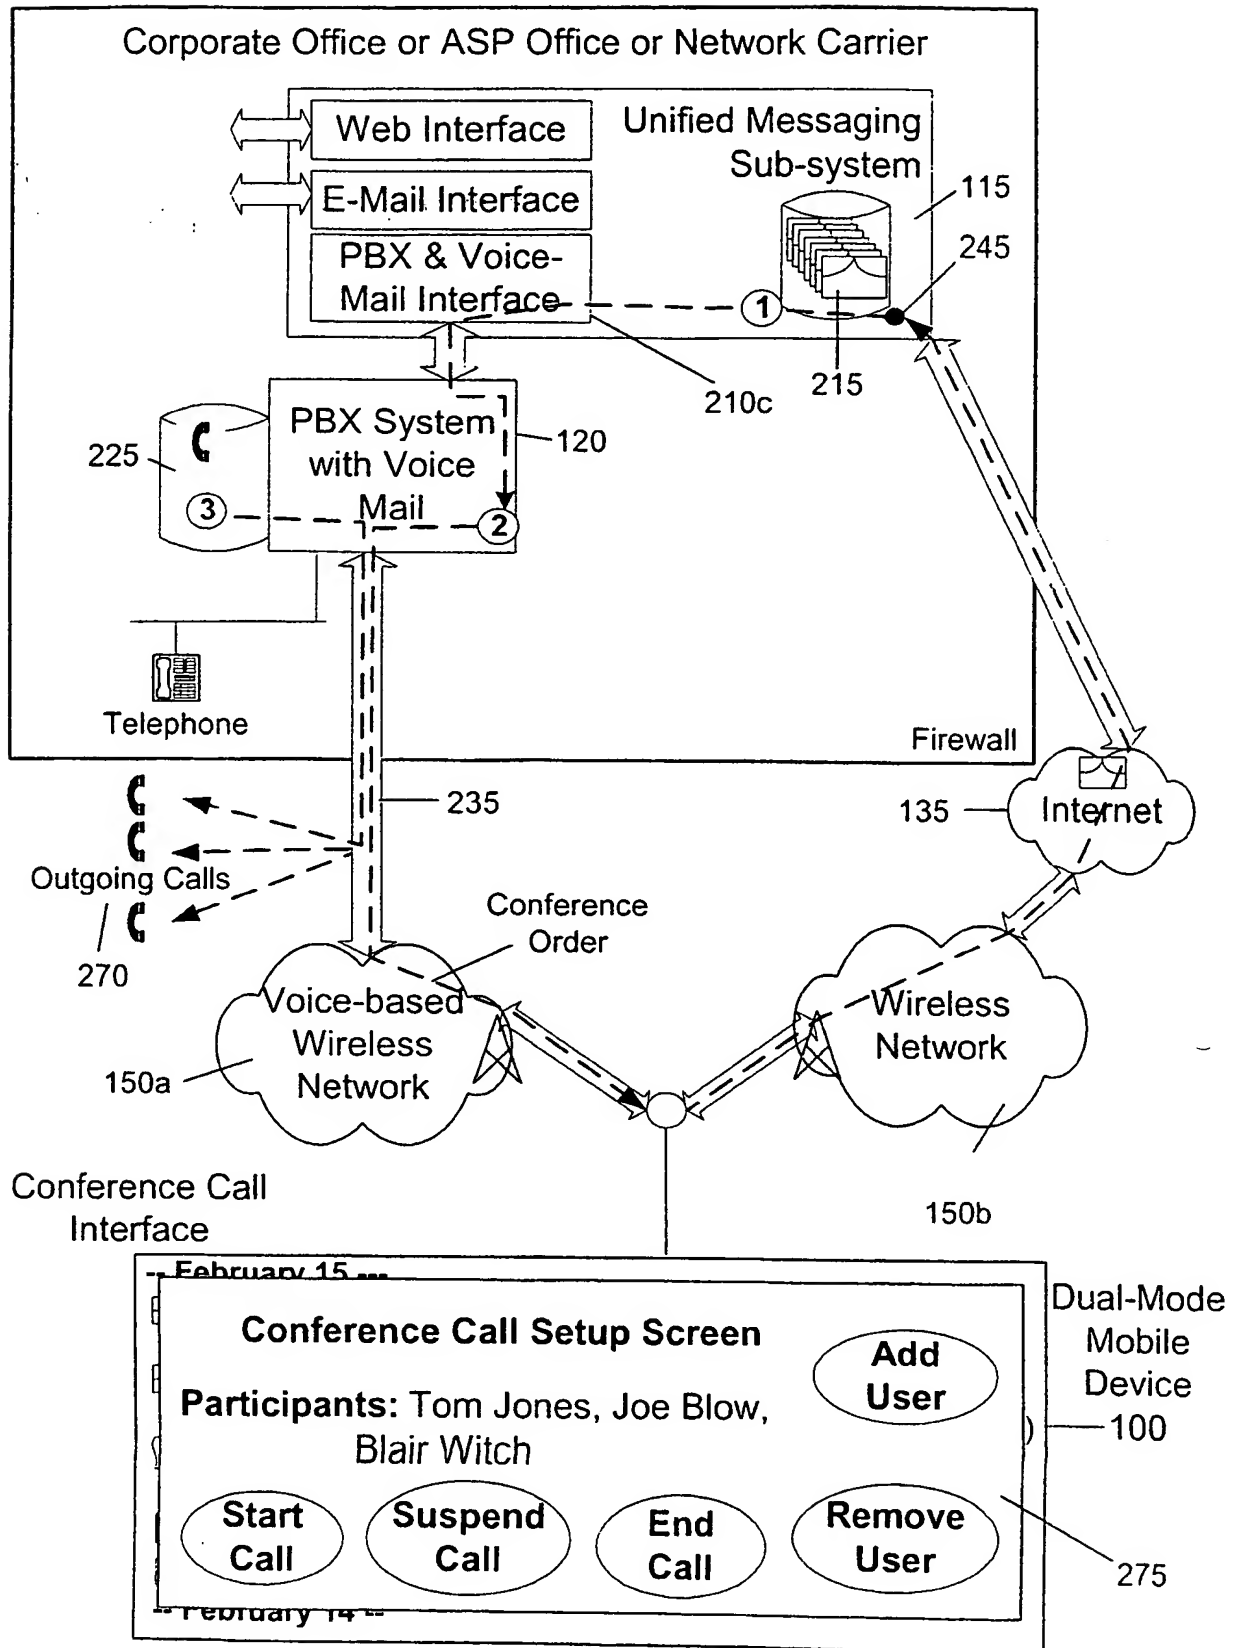 Corporate Office or ASP Office or Network Carrier
Web Interface
Unified Messaging
Sub-system
E-Mail Interface
115
PBX & Voice-
Mail Interface
245
1
215
210c
PBX System
with Voice
Mail
120
225
3
2
Telephone
Firewall
235
135
Internet
Outgoing Calls
270
Conference
Order
Voice-based
Wireless
Network
Wireless
Network
150a
150b
Conference Call
Interface
-- February 15 ---
Conference Call Setup Screen
Add
User
Dual-Mode
Mobile
Device
100
Participants: Tom Jones, Joe Blow,
Blair Witch
Start
Call
Suspend
Call
End
Call
Remove
User
275
-- February 14 --